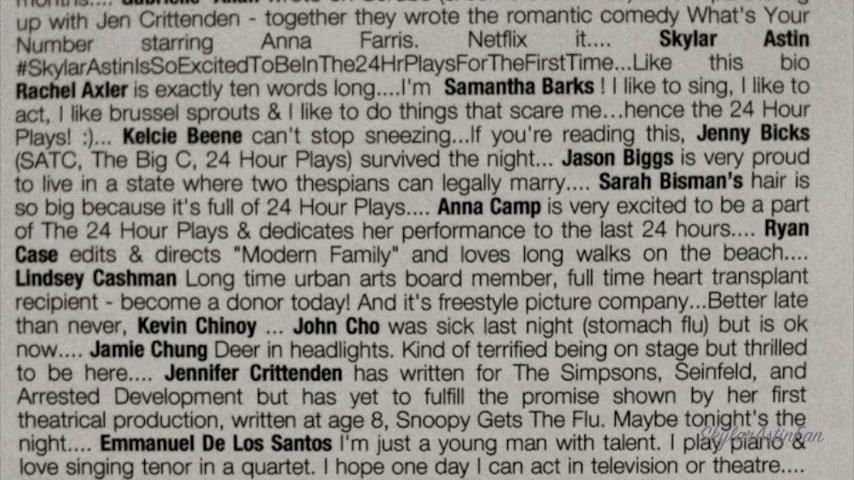 up with Jen Crittenden - together they wrote the romantic comedy What's Your
Number starring Anna Farris. Netflix it.... Skylar Astin
#SkylarAstinIsSoExcitedToBeInThe24HrPlaysForTheFirstTime...Like this bio
Rachel Axler is exactly ten words long....I'm Samantha Barks ! I like to sing, I like to
act, I like brussel sprouts & I like to do things that scare me...hence the 24 Hour
Plays! :)... Kelcie Beene can't stop sneezing...If you're reading this, Jenny Bicks
(SATC, The Big C, 24 Hour Plays) survived the night... Jason Biggs is very proud
to live in a state where two thespians can legally marry.... Sarah Bisman's hair is
so big because it's full of 24 Hour Plays.... Anna Camp is very excited to be a part
of The 24 Hour Plays & dedicates her performance to the last 24 hours.... Ryan
Case edits & directs "Modern Family" and loves long walks on the beach....
Lindsey Cashman Long time urban arts board member, full time heart transplant
recipient - become a donor today! And it's freestyle picture company...Better late
than never, Kevin Chinoy ... John Cho was sick last night (stomach flu) but is ok
now.... Jamie Chung Deer in headlights. Kind of terrified being on stage but thrilled
to be here.... Jennifer Crittenden has written for The Simpsons, Seinfeld, and
Arrested Development but has yet to fulfill the promise shown by her first
theatrical production, written at age 8, Snoopy Gets The Flu. Maybe tonight's the
night.... Emmanuel De Los Santos I'm just a young man with talent. I play piano &
love singing tenor in a quartet. I hope one day I can act in television or theatre....
SkylarAstinFan